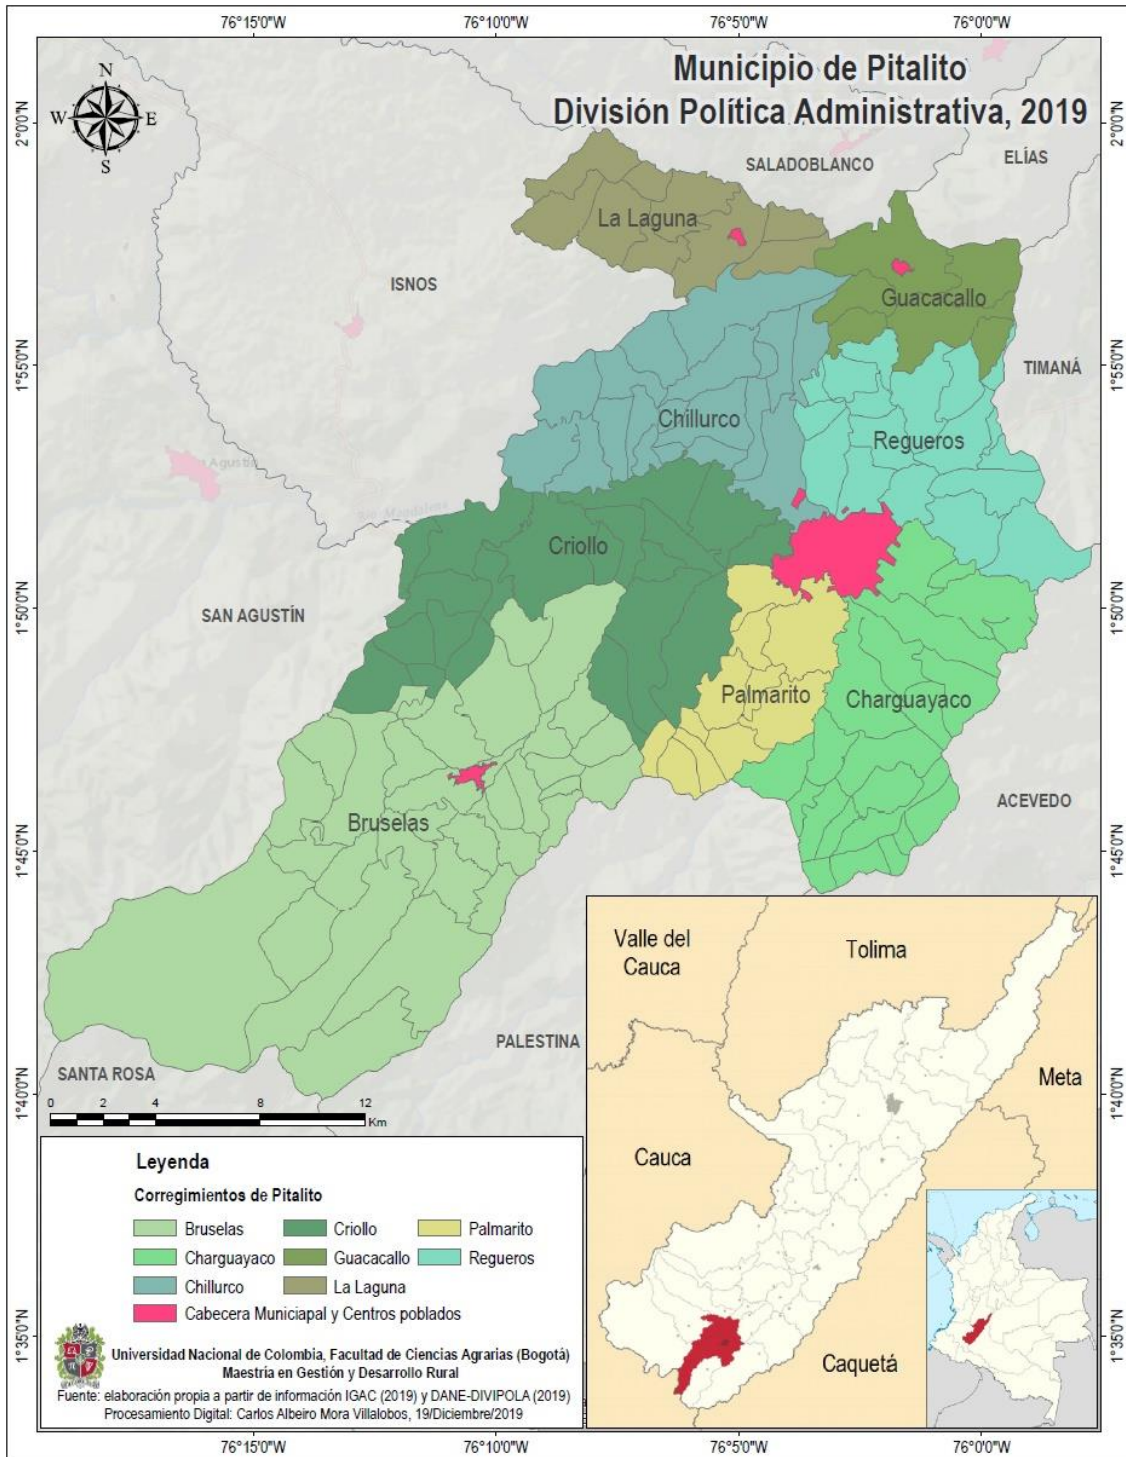 76°15'0"W
76°10'0"W
76°5'0"W
76°0'0"W
Municipio de Pitalito
División Política Administrativa, 2019
N
W
E
S
2°0'0"N
2°0'0"N
SALADOBLANCO
ELÍAS
La Laguna
ISNOS
Guacacallo
1°55'0"N
1°55'0"N
TIMANÁ
Chillurco
Regueros
Agustín
Río Magdalena
Criollo
1°50'0"N
1°50'0"N
SAN AGUSTÍN
Palmarito
Charguayaco
ACEVEDO
Bruselas
1°45'0"N
1°45'0"N
PALESTINA
SANTA ROSA
1°40'0"N
1°40'0"N
0 2 4 8 12
Km
Valle del
Cauca
Tolima
Meta
Cauca
Caquetá
Leyenda
Corregimientos de Pitalito
Bruselas
Criollo
Palmarito
Charguayaco
Guacacallo
Regueros
Chillurco
La Laguna
Cabecera Municiapal y Centros poblados
1°35'0"N
1°35'0"N
Universidad Nacional de Colombia, Facultad de Ciencias Agrarias (Bogotá)
Maestría en Gestión y Desarrollo Rural
Fuente: elaboración propia a partir de información IGAC (2019) y DANE-DIVIPOLA (2019)
Procesamiento Digital: Carlos Albeiro Mora Villalobos, 19/Diciembre/2019
76°15'0"W
76°10'0"W
76°5'0"W
76°0'0"W